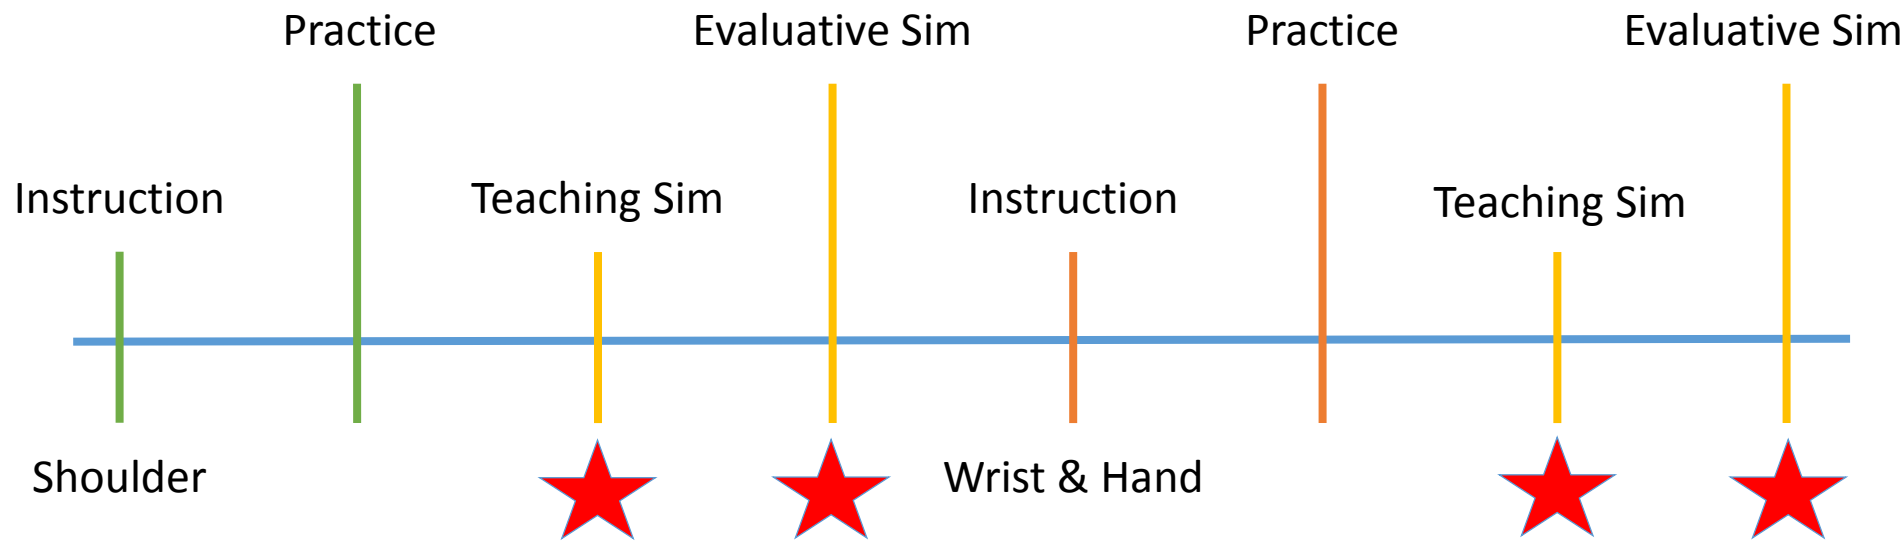 Practice
Evaluative Sim
Practice
Evaluative Sim
Instruction
Teaching Sim
Instruction
Teaching Sim
Shoulder
Wrist & Hand